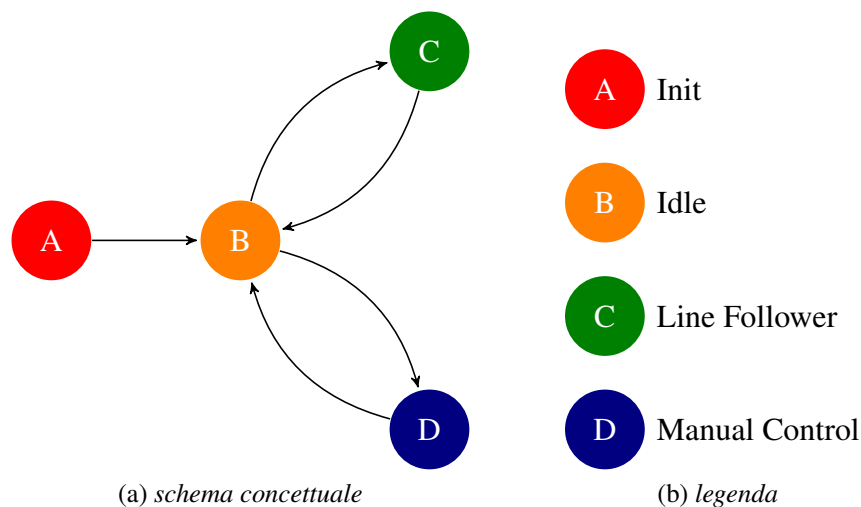 C
A
B
D
(a) schema concettuale
A Init
B Idle
C Line Follower
D Manual Control
(b) legenda